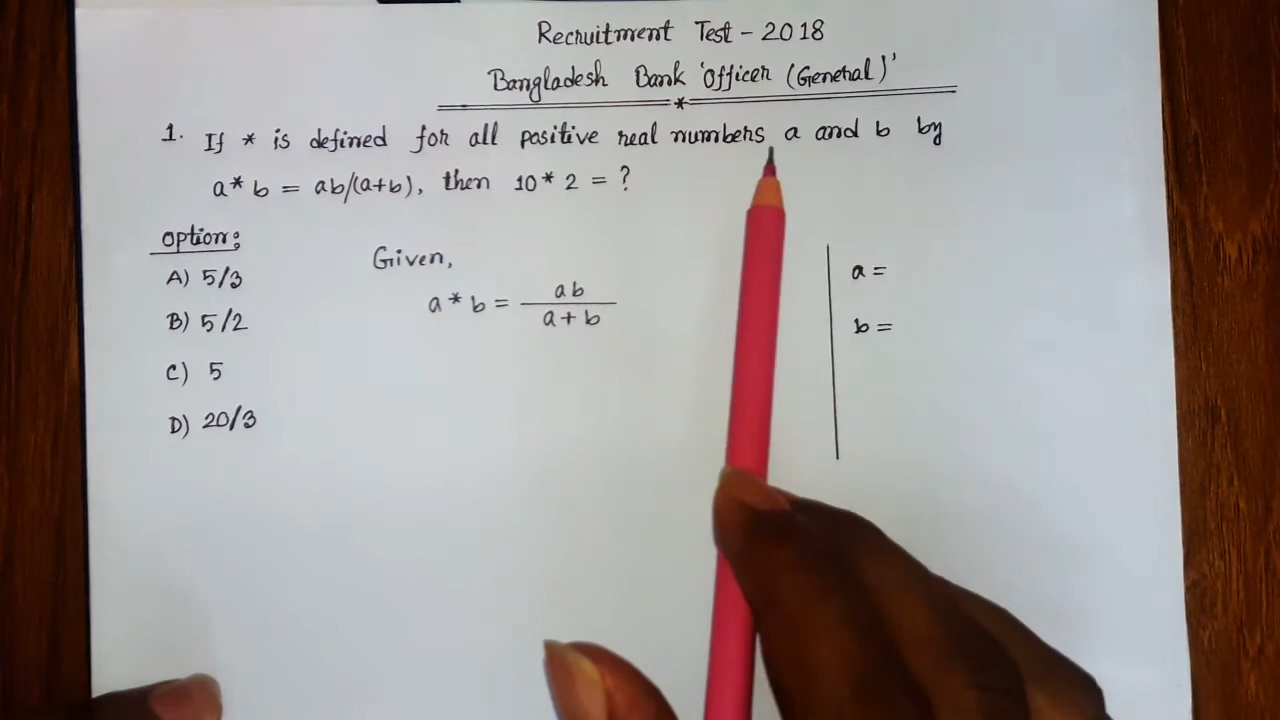 Recruitment Test - 2018
Bangladesh Bank 'Officer (General)'
*
1. If * is defined for all positive real numbers a and b by
a * b = ab/(a+b), then 10 * 2 = ?
Option:
A) 5/3
B) 5/2
C) 5
D) 20/3
Given,
a * b = ab / a + b
a =
b =